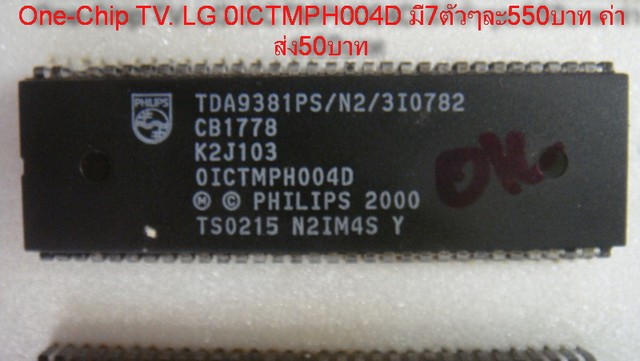 One-Chip TV. LG 0ICTMPH004D มี7ตัวๆละ550บาท ค่า
ส่ง50บาท
PHILIPS
TDA9381PS/N2/3I0782
CB1778
K2J103
0ICTMPH004D
Ⓜ © PHILIPS 2000
TS0215 N2IM4S Y